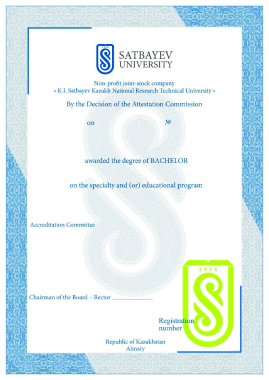 SATBAYEV
UNIVERSITY
Non-profit joint-stock company
« K.I. Satbayev Kazakh National Research Technical University »
By the Decision of the Attestation Commission
on №
awarded the degree of BACHELOR
on the specialty and (or) educational program
Accreditation Committee
1934
Chairman of the Board – Rector
Registration
number
Republic of Kazakhstan
Almaty